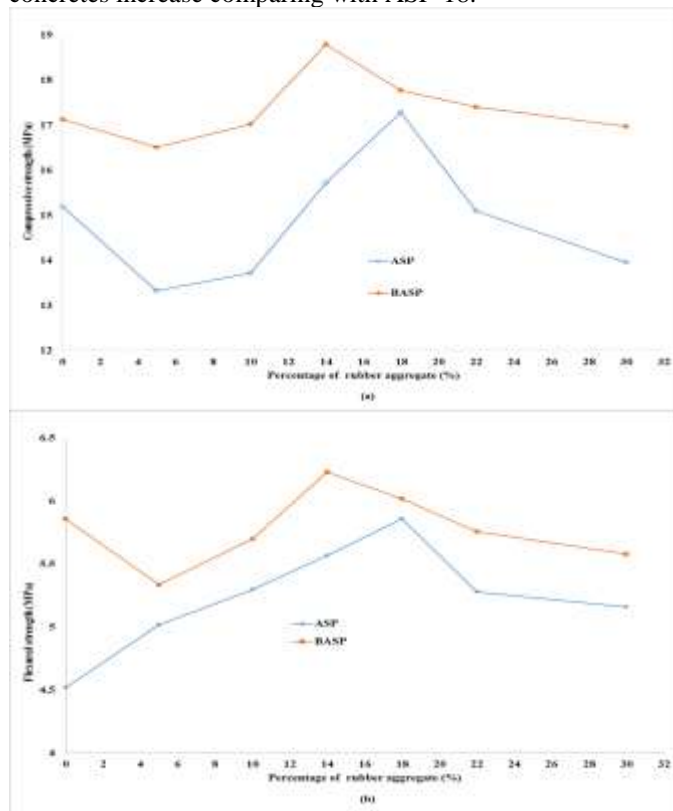 concretes increase comparing with ASP 18.
19
18
17
16
15
14
13
12
Compressive strength (MPa)
ASP
BASP
0 2 4 6 8 10 12 14 16 18 20 22 24 26 28 30 32
Percentage of rubber aggregate (%)
(a)
6.5
6
5.5
5
4.5
4
Flexural strength (MPa)
ASP
BASP
0 2 4 6 8 10 12 14 16 18 20 22 24 26 28 30 32
Percentage of rubber aggregate (%)
(b)